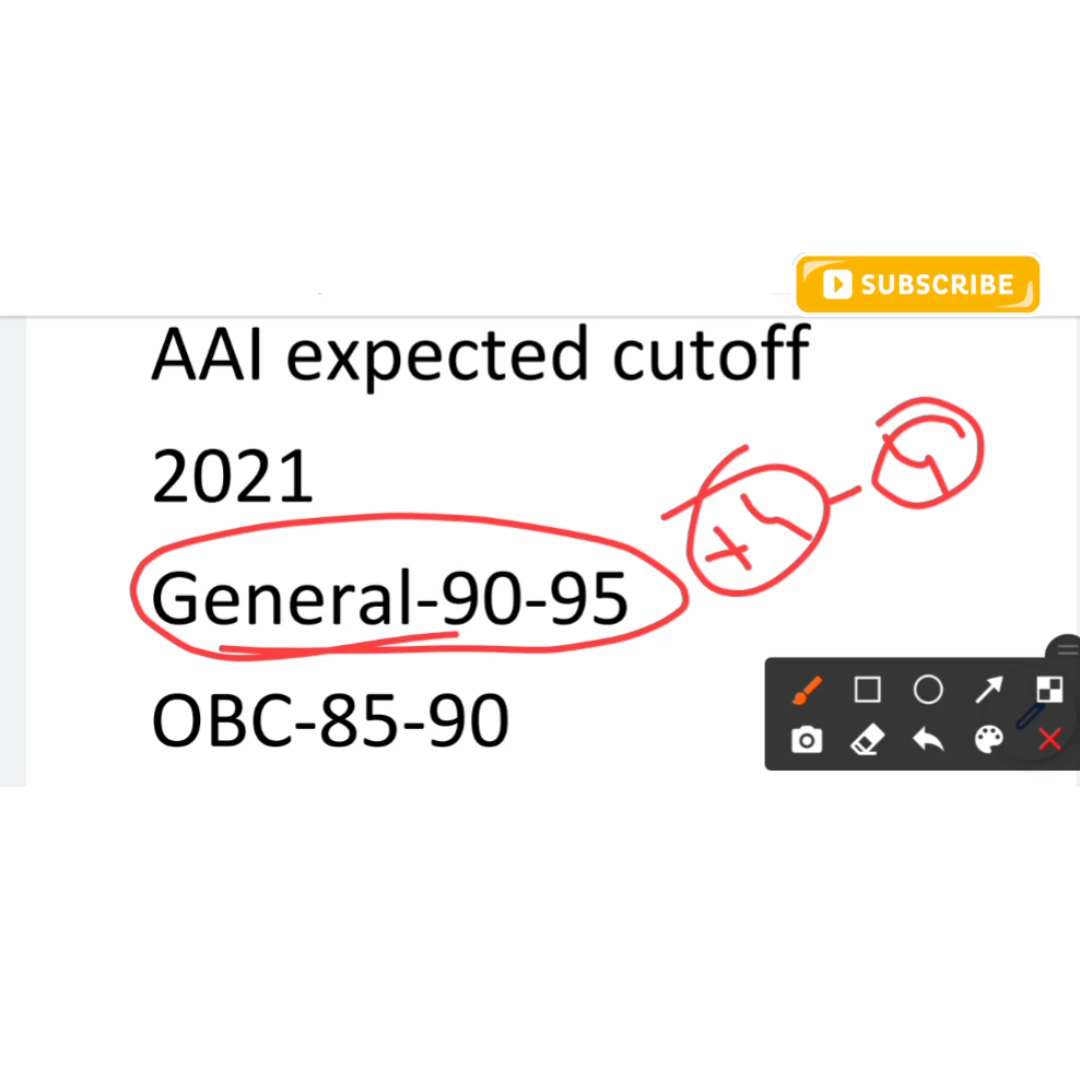 SUBSCRIBE
AAI expected cutoff
2021
General-90-95
OBC-85-90